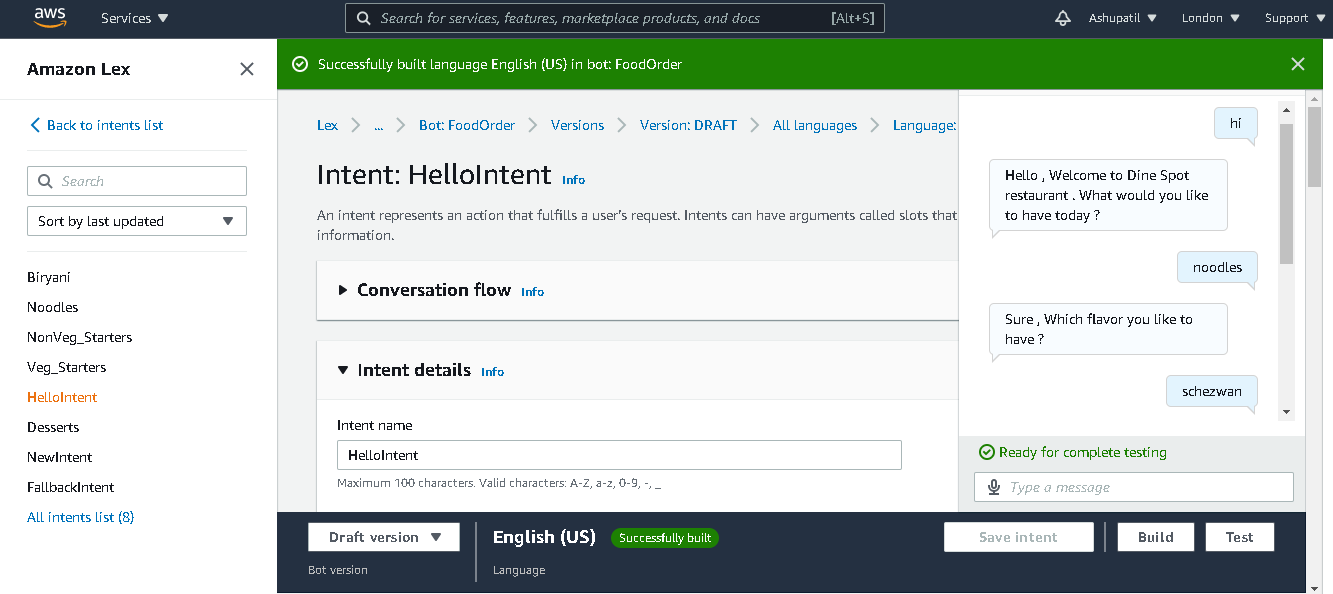 aws
Services ▼
Search for services, features, marketplace products, and docs [Alt+S]
Ashupatil ▼
London ▼
Support ▼
Amazon Lex
Back to intents list
Search
Sort by last updated
Biryani
Noodles
NonVeg_Starters
Veg_Starters
HelloIntent
Desserts
NewIntent
FallbackIntent
All intents list (8)
Successfully built language English (US) in bot: FoodOrder
Lex > ... > Bot: FoodOrder > Versions > Version: DRAFT > All languages > Language:
Intent: HelloIntent Info
An intent represents an action that fulfills a user's request. Intents can have arguments called slots that
information.
Conversation flow Info
Intent details Info
Intent name
HelloIntent
Maximum 100 characters. Valid characters: A-Z, a-z, 0-9, -, _
hi
Hello , Welcome to Dine Spot
restaurant . What would you like
to have today ?
noodles
Sure , Which flavor you like to
have ?
schezwan
Ready for complete testing
Type a message
Draft version ▼
Bot version
English (US) Successfully built
Language
Save intent
Build
Test